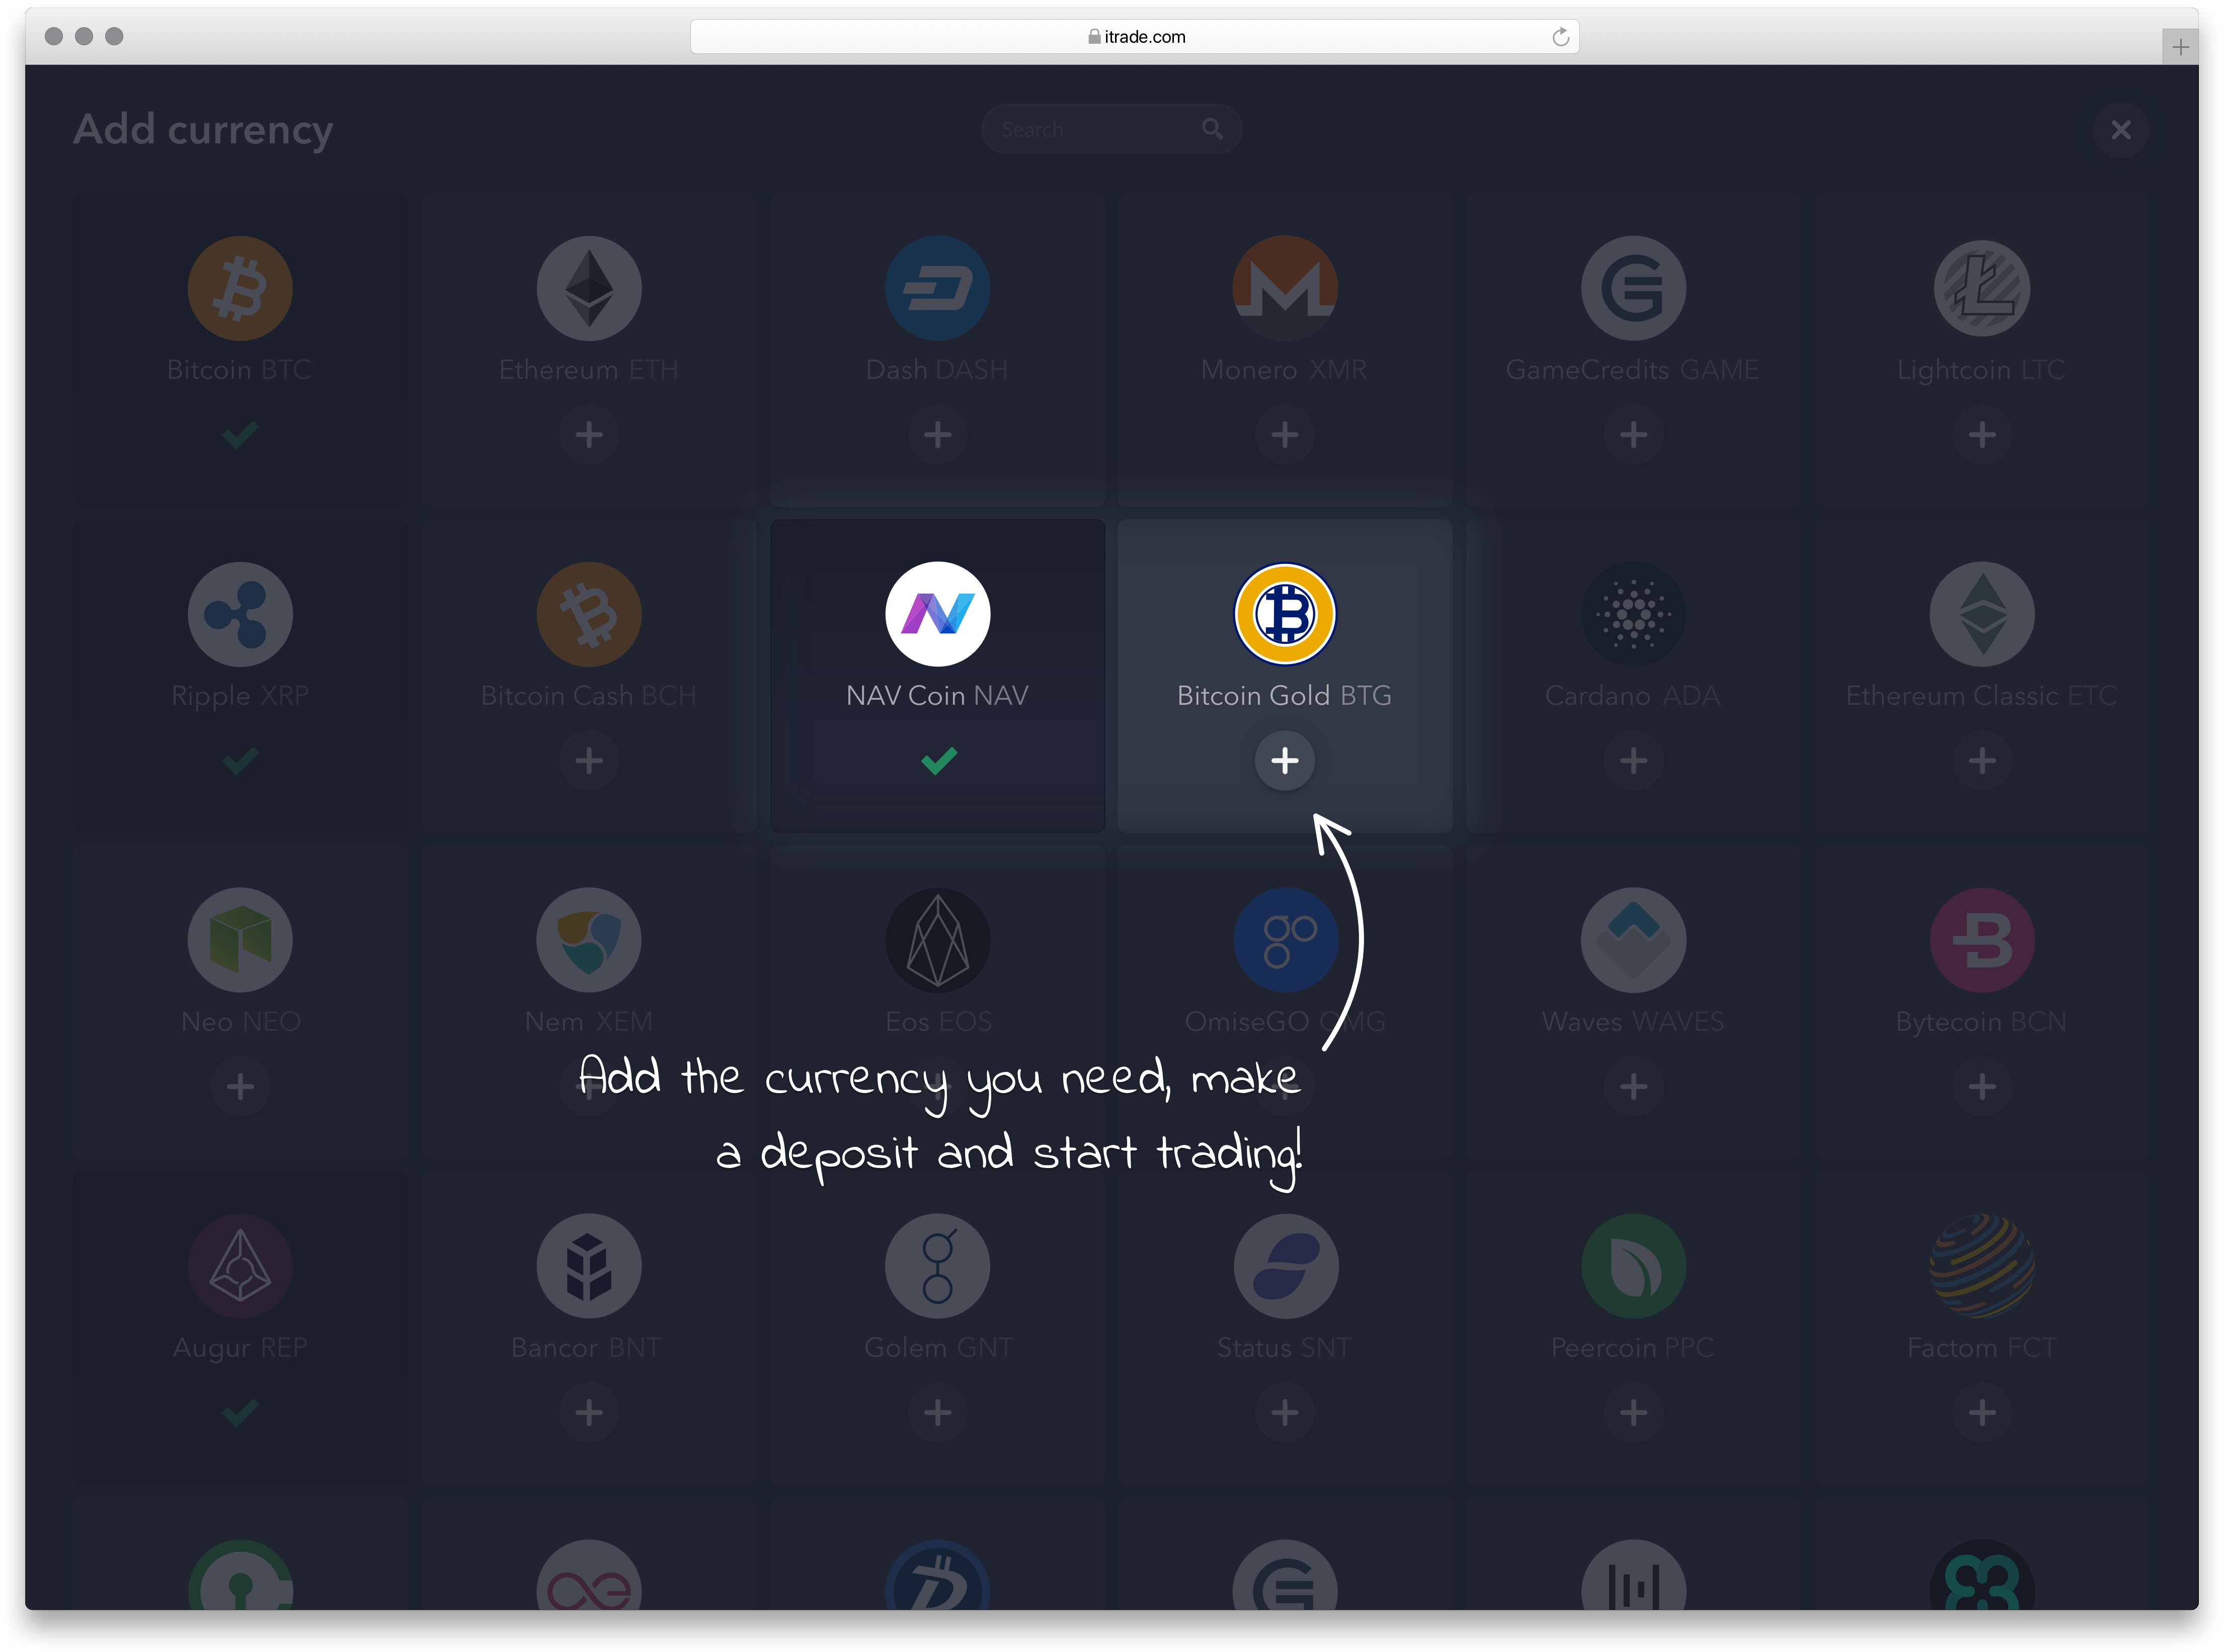 itrade.com
Add currency
Search
Bitcoin BTC
Ethereum ETH
Dash DASH
Monero XMR
GameCredits GAME
Lightcoin LTC
Ripple XRP
Bitcoin Cash BCH
NAV Coin NAV
Bitcoin Gold BTG
Cardano ADA
Ethereum Classic ETC
Neo NEO
Nem XEM
Eos EOS
OmiseGO OMG
Waves WAVES
Bytecoin BCN
Add the currency you need, make
a deposit and start trading!
Augur REP
Bancor BNT
Golem GNT
Status SNT
Peercoin PPC
Factom FCT